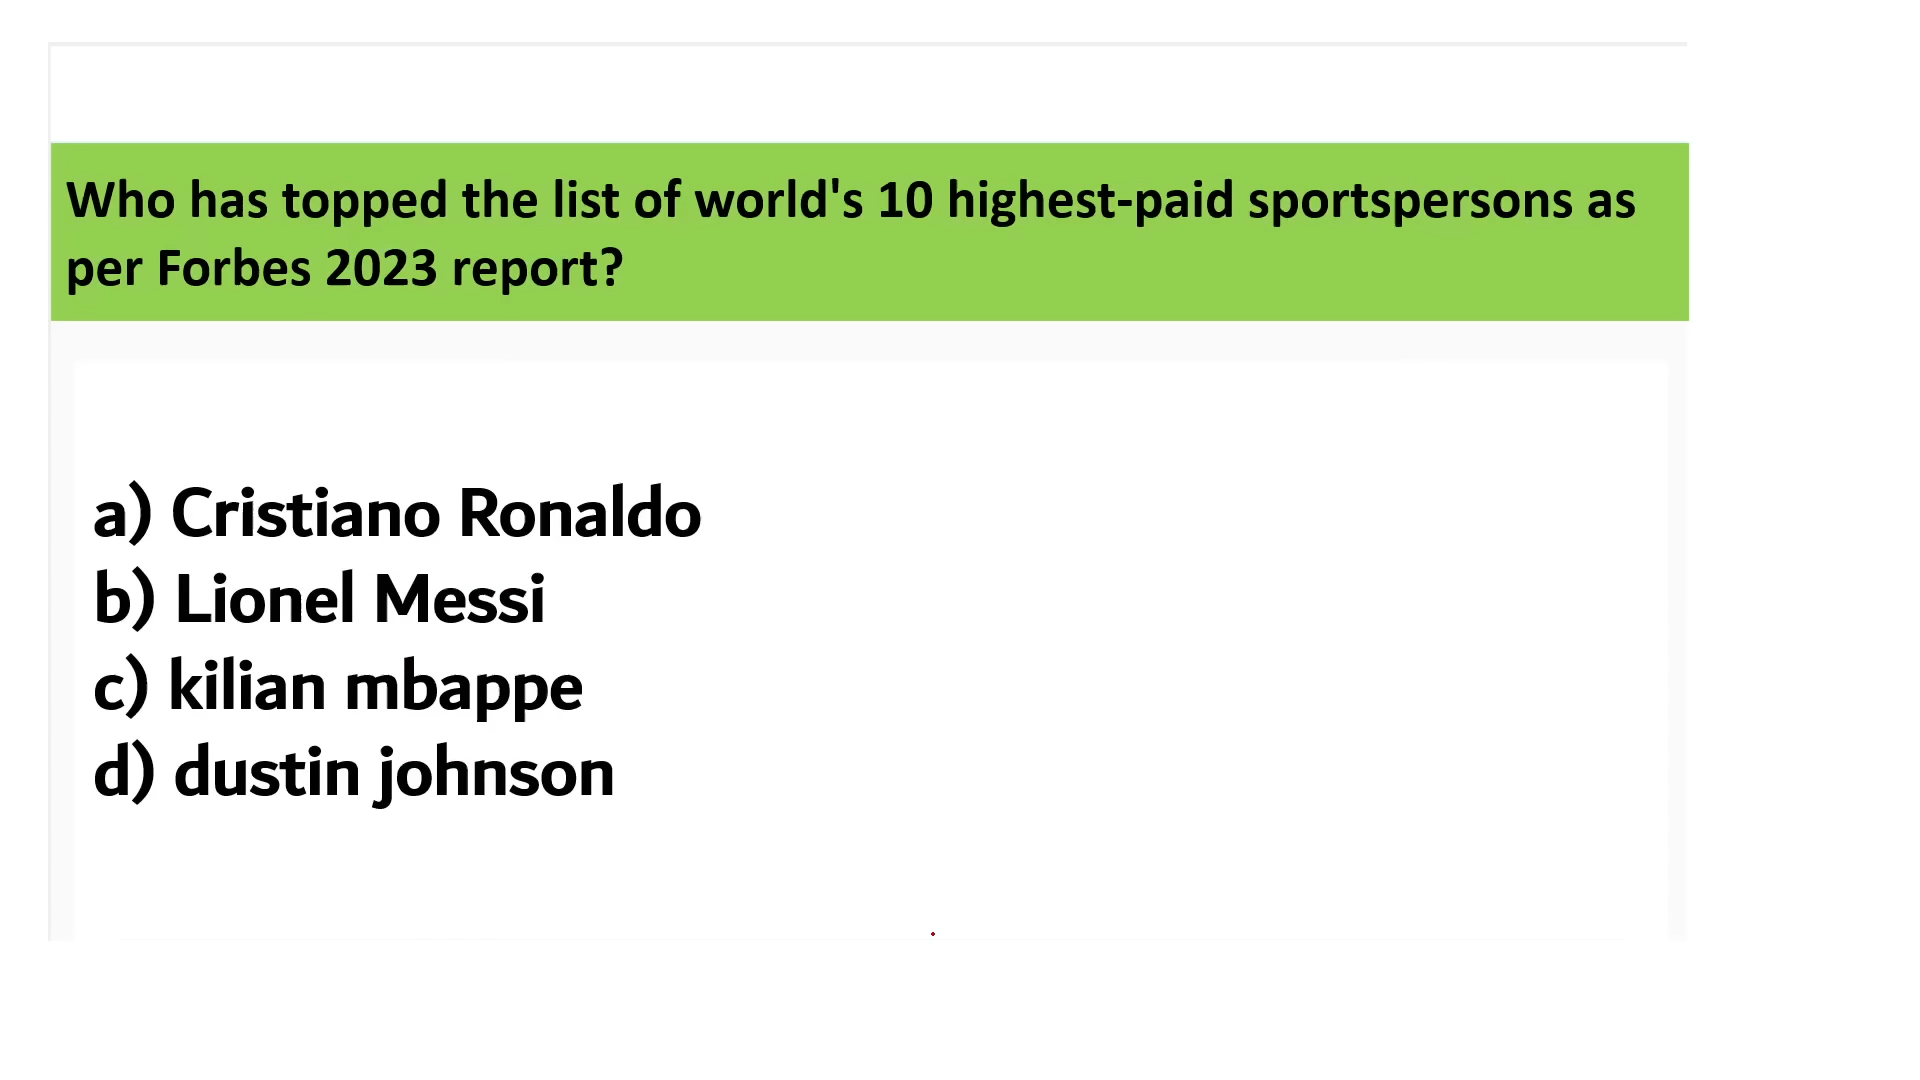 Who has topped the list of world's 10 highest-paid sportspersons as
per Forbes 2023 report?
a) Cristiano Ronaldo
b) Lionel Messi
c) kilian mbappe
d) dustin johnson